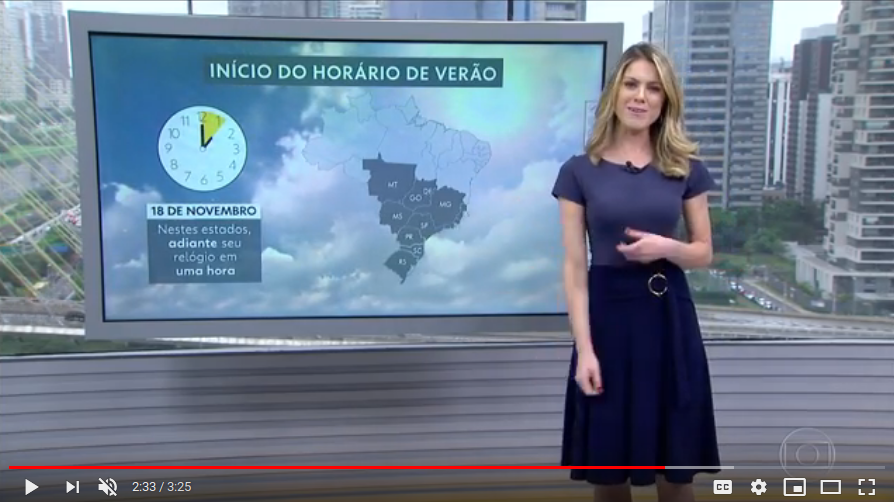 INÍCIO DO HORÁRIO DE VERÃO
11 12 1
10 2
9 3
8 4
7 6 5
18 DE NOVEMBRO
Nestes estados,
adiante seu
relógio em
uma hora
MT
DF
GO
MG
MS
SP
PR
SC
RS
2:33 / 3:25
CC